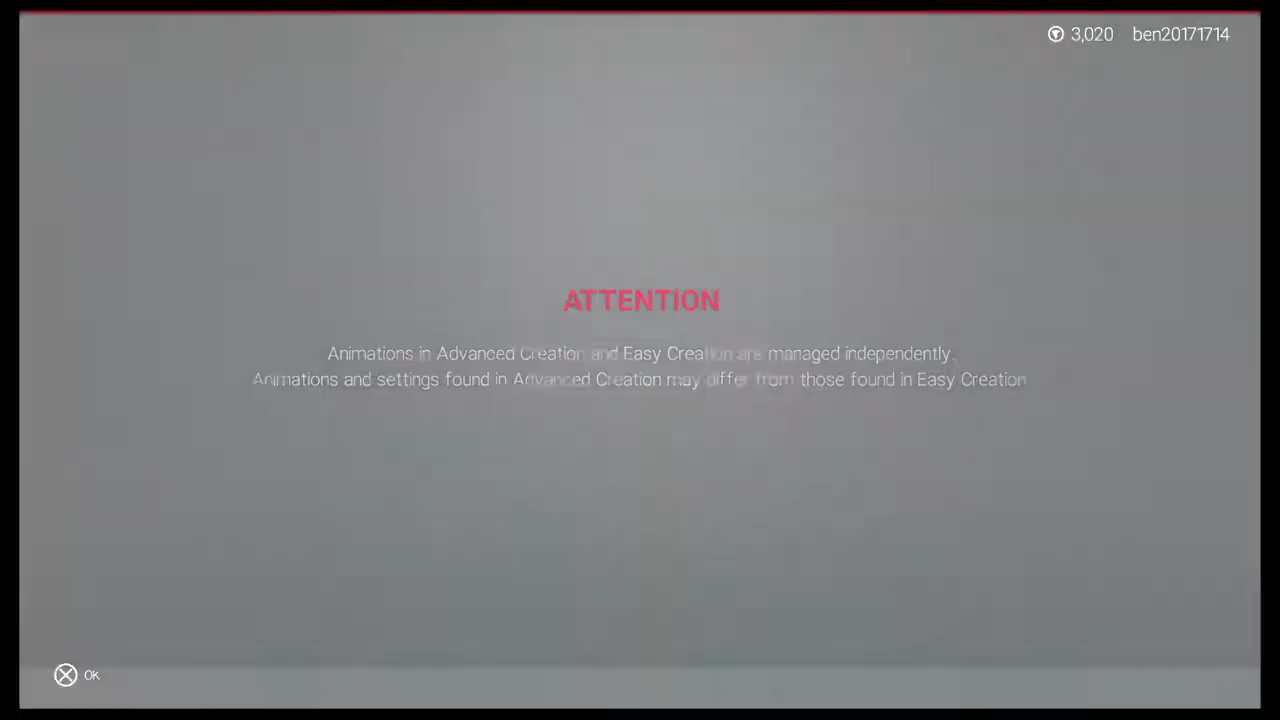 3,020 ben20171714
ATTENTION
Animations in Advanced Creation and Easy Creation are managed independently.
Animations and settings found in Advanced Creation may differ from those found in Easy Creation
OK